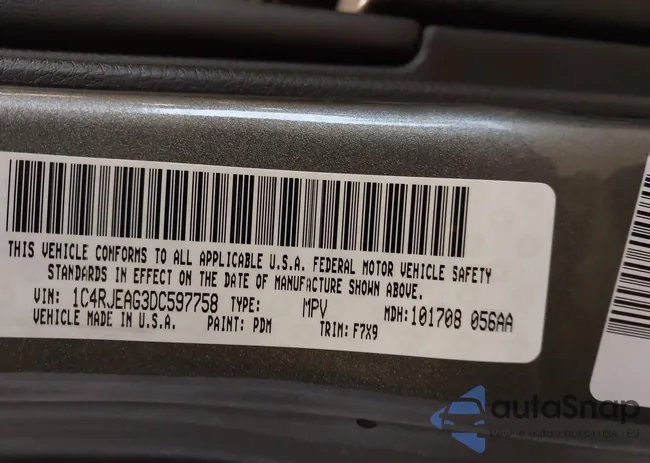 THIS VEHICLE CONFORMS TO ALL APPLICABLE U.S.A. FEDERAL MOTOR VEHICLE SAFETY
STANDARDS IN EFFECT ON THE DATE OF MANUFACTURE SHOWN ABOVE.
VIN: 1C4RJEAG3DC597758 TYPE: MPV MDH: 101708 056AA
VEHICLE MADE IN U.S.A. PAINT: PDM TRIM: F7X9
autoSnap